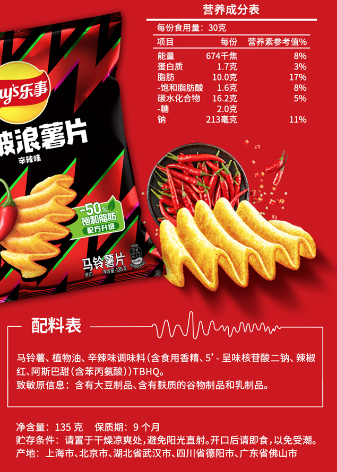 营养成分表
每份食用量：30克
项目 每份 营养素参考值%
能量 674千焦 8%
蛋白质 1.7克 3%
脂肪 10.0克 17%
-饱和脂肪酸 1.6克 8%
碳水化合物 16.2克 5%
-糖 2.0克
钠 213毫克 11%
ay's乐事
波浪薯片
辛辣味
-50%
饱和脂肪
配方升级
马铃薯片
配料表
马铃薯、植物油、辛辣味调味料(含食用香精、5'-呈味核苷酸二钠、辣椒
红、阿斯巴甜（含苯丙氨酸）)TBHQ。
致敏原信息：含有大豆制品、含有麸质的谷物制品和乳制品。
净含量：135 克 保质期：9 个月
贮存条件：请置于干燥凉爽处，避免阳光直射。开口后请即食，以免受潮。
产地：上海市、北京市、湖北省武汉市、四川省德阳市、广东省佛山市